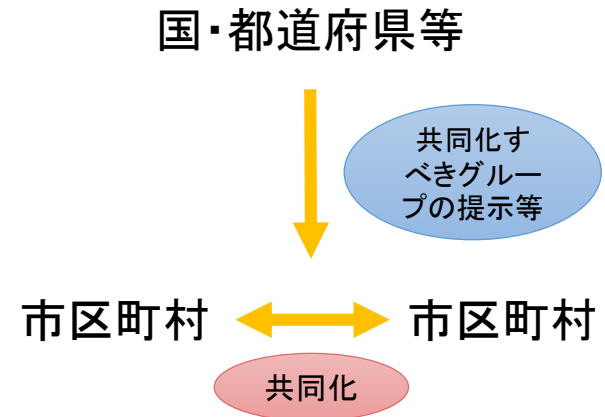 国・都道府県等
共同化す
べきグルー
プの提示等
市区町村
市区町村
共同化